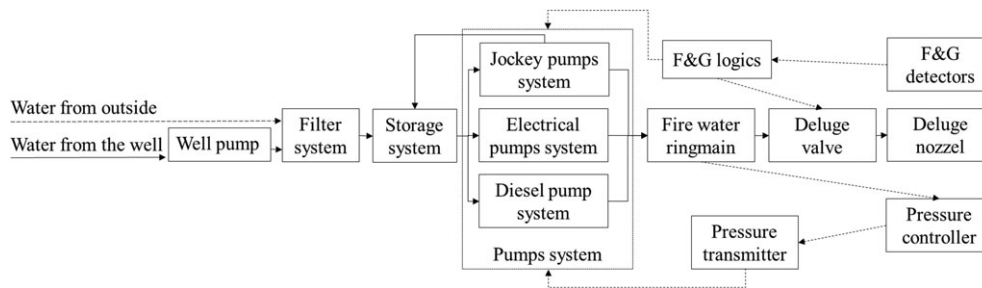 Water from outside
Water from the well
Well pump
Filter
system
Storage
system
Jockey pumps
system
Electrical
pumps system
Diesel pump
system
Pumps system
Fire water
ringmain
F&G logics
F&G
detectors
Deluge
valve
Deluge
nozzel
Pressure
controller
Pressure
transmitter